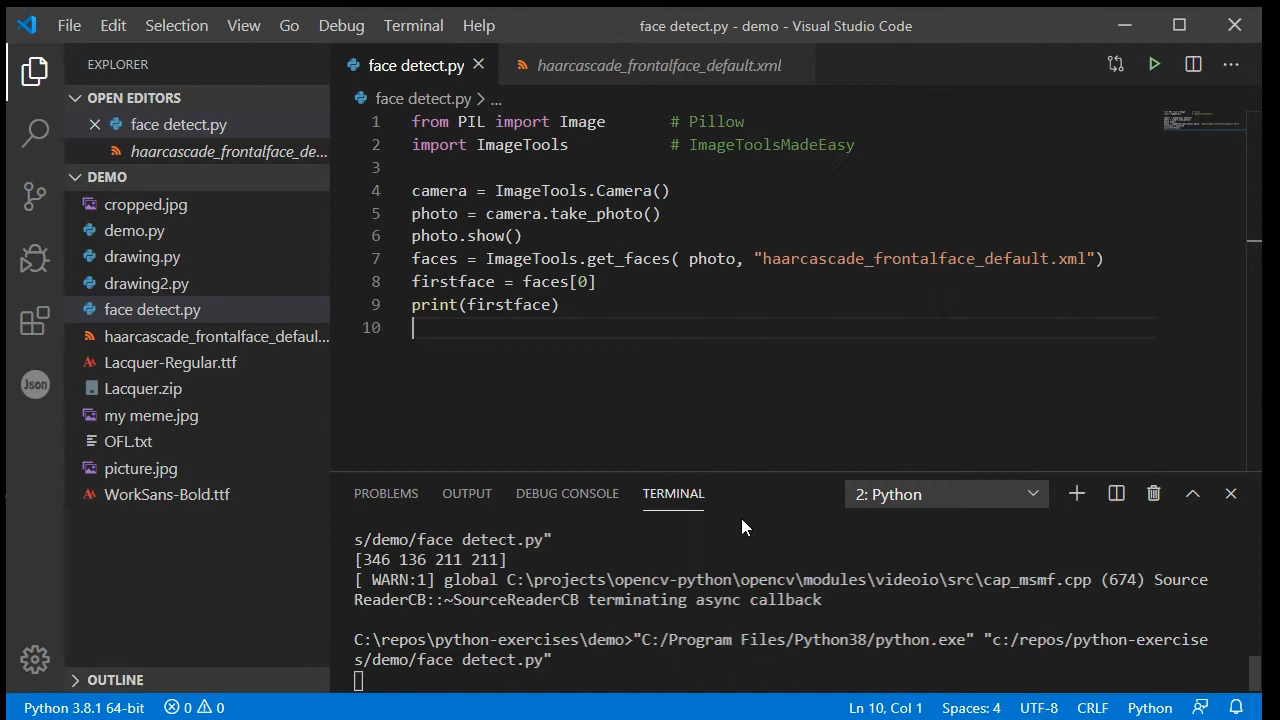 File Edit Selection View Go Debug Terminal Help face detect.py - demo - Visual Studio Code
EXPLORER
OPEN EDITORS
face detect.py
haarcascade_frontalface_de...
DEMO
cropped.jpg
demo.py
drawing.py
drawing2.py
face detect.py
haarcascade_frontalface_defaul...
Lacquer-Regular.ttf
Lacquer.zip
my meme.jpg
OFL.txt
picture.jpg
WorkSans-Bold.ttf
OUTLINE
Json
face detect.py haarcascade_frontalface_default.xml
face detect.py > ...
1 from PIL import Image # Pillow
2 import ImageTools # ImageToolsMadeEasy
3
4 camera = ImageTools.Camera()
5 photo = camera.take_photo()
6 photo.show()
7 faces = ImageTools.get_faces( photo, "haarcascade_frontalface_default.xml")
8 firstface = faces[0]
9 print(firstface)
10
PROBLEMS OUTPUT DEBUG CONSOLE TERMINAL 2: Python
s/demo/face detect.py"
[346 136 211 211]
[ WARN:1] global C:\projects\opencv-python\opencv\modules\videoio\src\cap_msmf.cpp (674) Source
ReaderCB::~SourceReaderCB terminating async callback
C:\repos\python-exercises\demo>"C:/Program Files/Python38/python.exe" "c:/repos/python-exercise
s/demo/face detect.py"
Python 3.8.1 64-bit 0 0 Ln 10, Col 1 Spaces: 4 UTF-8 CRLF Python